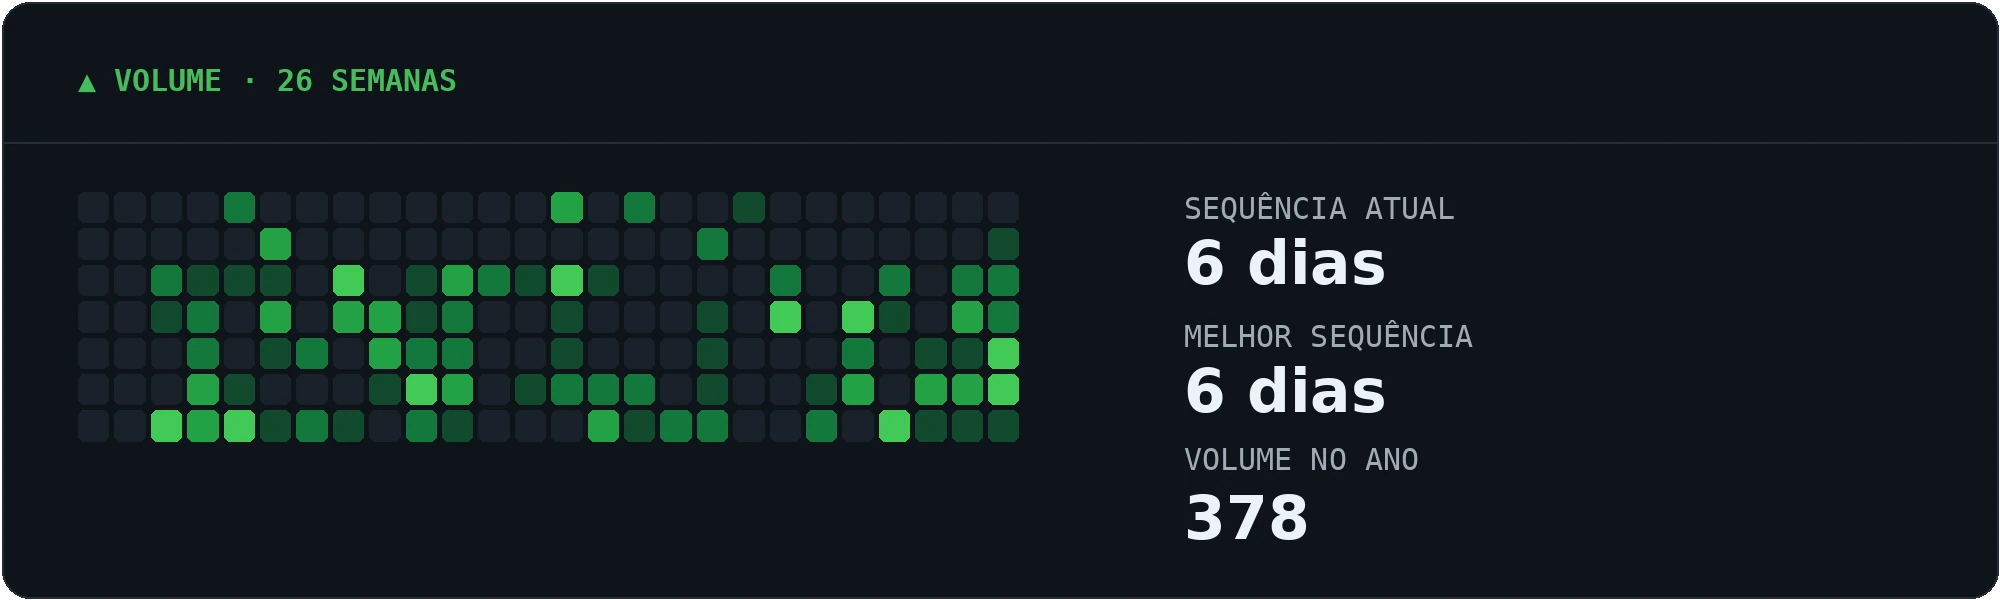 ▲ VOLUME · 26 SEMANAS
SEQUÊNCIA ATUAL
6 dias
MELHOR SEQUÊNCIA
6 dias
VOLUME NO ANO
378